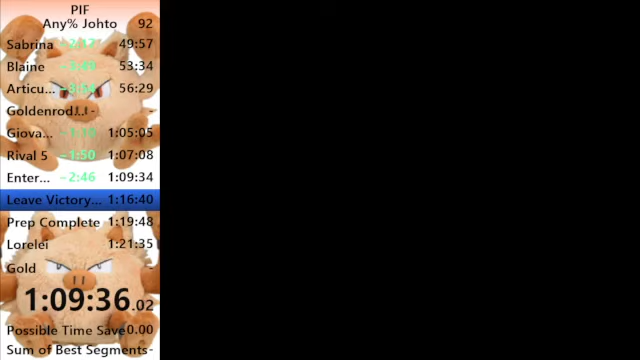 PIF
Any% Johto 92
Sabrina -2:17 49:57
Blaine 53:34
Articu... 56:29
Goldenrod... - -
Giova... -1:18 1:05:05
Rival 5 -1:50 1:07:08
Enter... -2:46 1:09:34
Leave Victory... 1:16:40
Prep Complete 1:19:48
Lorelei 1:21:35
Gold -
1:09:36.02
Possible Time Save 0.00
Sum of Best Segments -